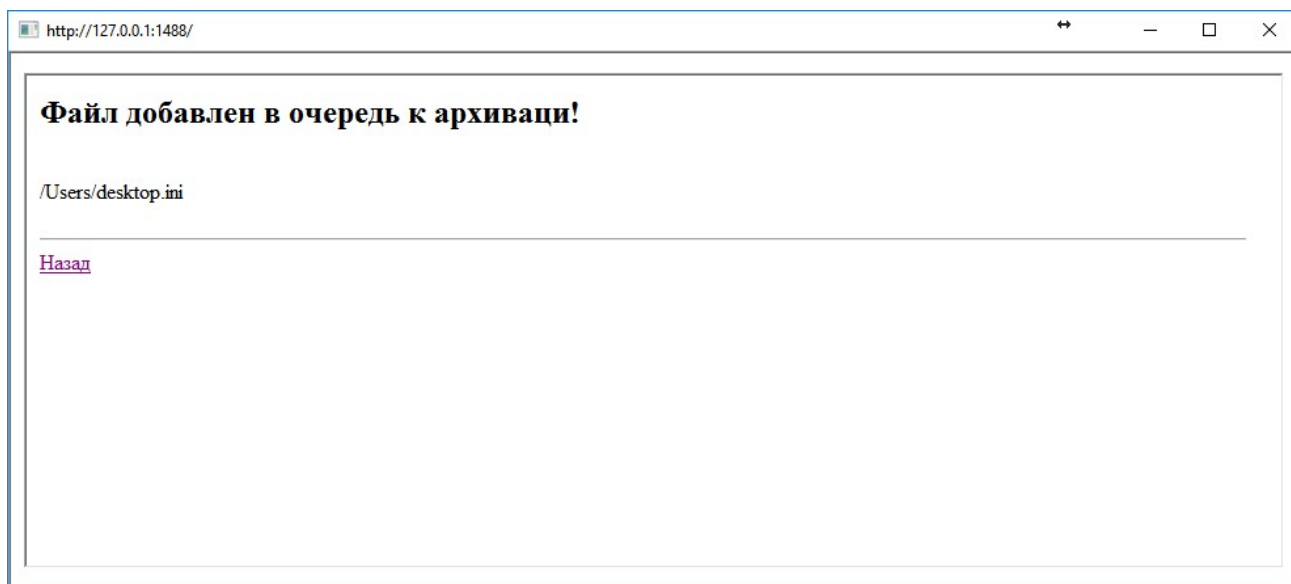 http://127.0.0.1:1488/
Файл добавлен в очередь к архиваци!
/Users/desktop.ini
Назад